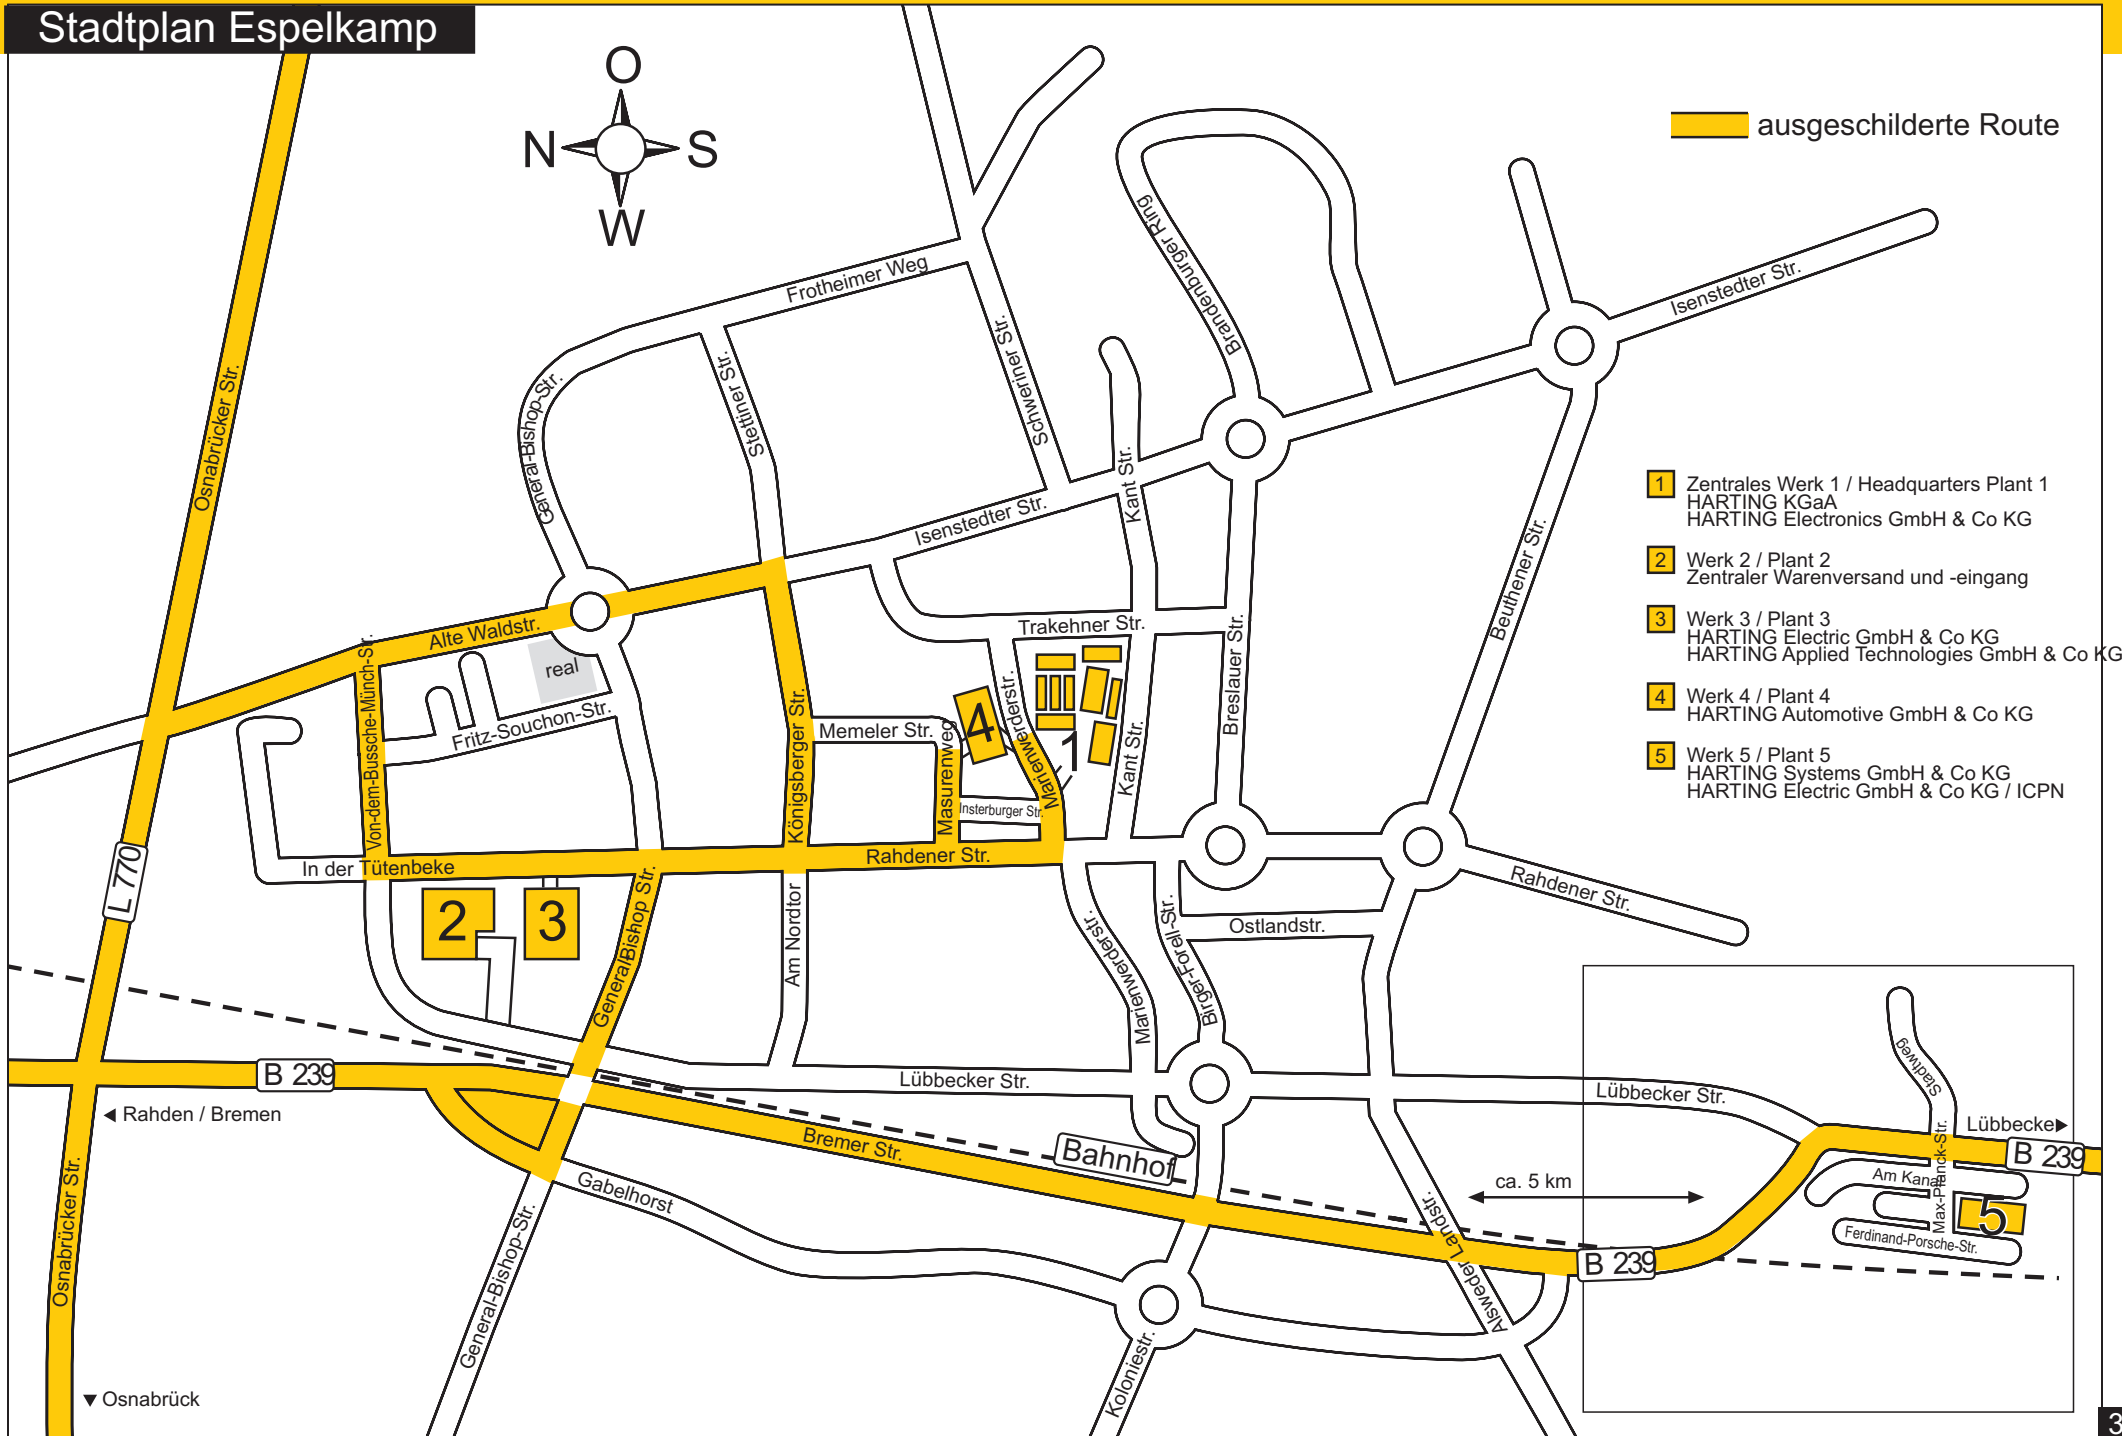 Stadtplan Espelkamp
O
N
S
W
ausgeschilderte Route
Frotheimer Weg
Brandenburger Ring
Isenstedter Str.
Schweriner Str.
Stettiner Str.
General-Bishop-Str.
Osnabrücker Str.
Kant Str.
Isenstedter Str.
Beuthener Str.
1 Zentrales Werk 1 / Headquarters Plant 1
HARTING KGaA
HARTING Electronics GmbH & Co KG
2 Werk 2 / Plant 2
Zentraler Warenversand und -eingang
3 Werk 3 / Plant 3
HARTING Electric GmbH & Co KG
HARTING Applied Technologies GmbH & Co KG
4 Werk 4 / Plant 4
HARTING Automotive GmbH & Co KG
5 Werk 5 / Plant 5
HARTING Systems GmbH & Co KG
HARTING Electric GmbH & Co KG / ICPN
Alte Waldstr.
Trakehner Str.
Breslauer Str.
real
Von-dem-Bussche-Münch-Str.
Fritz-Souchon-Str.
Königsberger Str.
Memeler Str.
Masurenweg
4
Marienwerderstr.
Marienwerderstr.
1
Kant Str.
Insterburger Str.
In der Tütenbeke
Rahdener Str.
Rahdener Str.
L 770
2
3
General-Bishop Str.
Am Nordtor
Marienwerderstr.
Birger-Forell-Str.
Ostlandstr.
B 239
Rahden / Bremen
Lübbecker Str.
Lübbecker Str.
Stadtweg
Lübbecke
B 239
Bremer Str.
Bahnhof
Gabelhorst
ca. 5 km
Max-Planck-Str.
Am Kanal
5
Ferdinand-Porsche-Str.
B 239
Alsweder Landstr.
Osnabrücker Str.
General-Bishop-Str.
Koloniestr.
Osnabrück
3